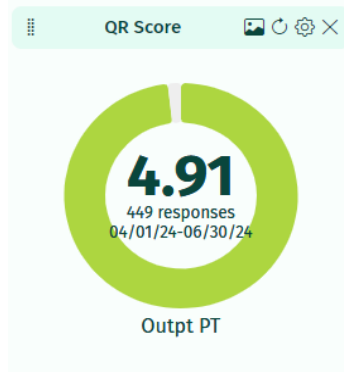 QR Score
4.91
449 responses
04/01/24-06/30/24
Outpt PT